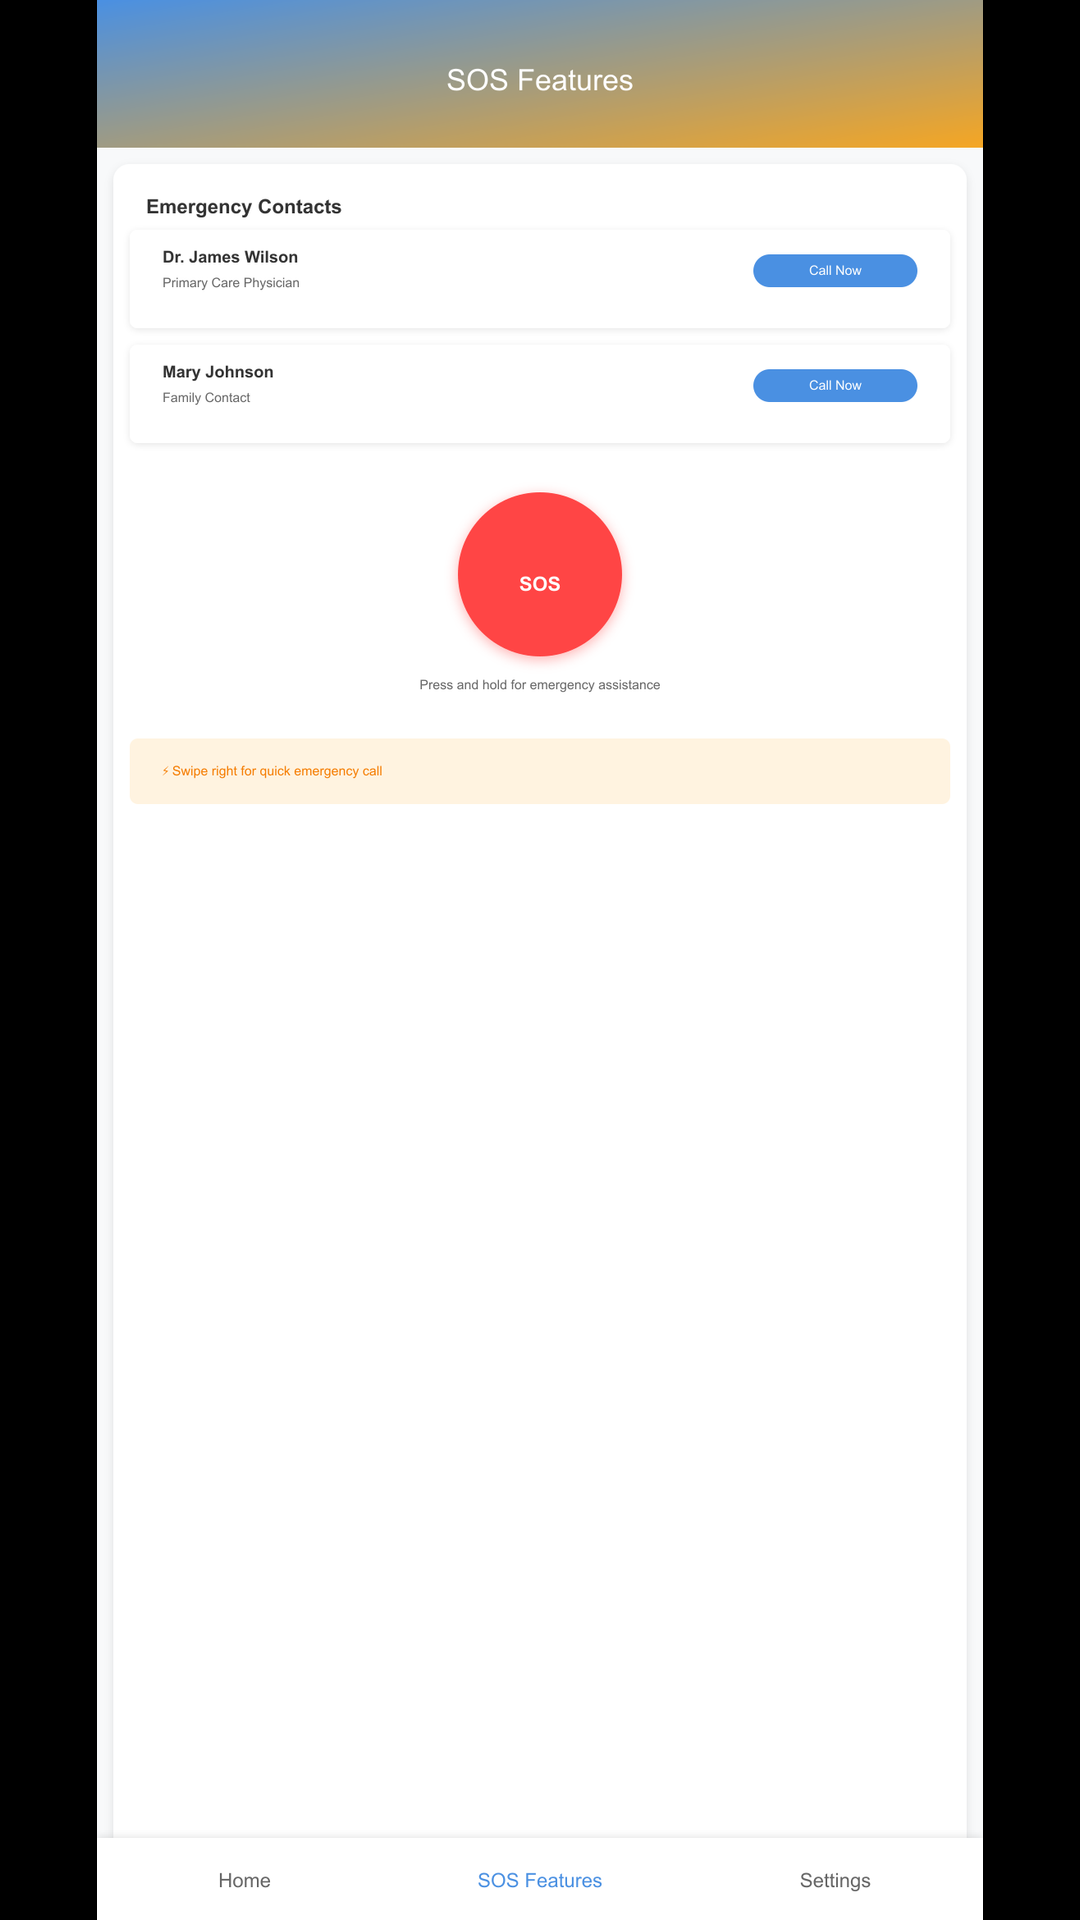 SOS Features
Emergency Contacts
Dr. James Wilson
Primary Care Physician
Call Now
Mary Johnson
Family Contact
Call Now
SOS
Press and hold for emergency assistance
⚡ Swipe right for quick emergency call
Home
SOS Features
Settings